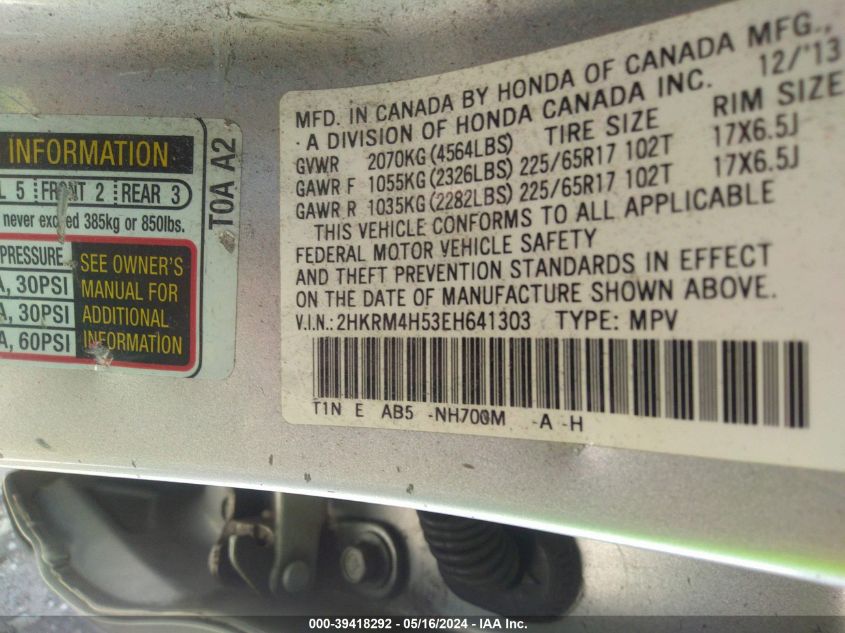 INFORMATION
L 5 FRONT 2 REAR 3
never exceed 385kg or 850lbs.
PRESSURE
A, 30PSI
A, 30PSI
A, 60PSI
SEE OWNER'S
MANUAL FOR
ADDITIONAL
INFORMATION
T0A A2
MFD. IN CANADA BY HONDA OF CANADA MFG.,
A DIVISION OF HONDA CANADA INC. 12/'13
GVWR 2070KG(4564LBS) TIRE SIZE RIM SIZE
GAWR F 1055KG(2326LBS) 225/65R17 102T 17X6.5J
GAWR R 1035KG(2282LBS) 225/65R17 102T 17X6.5J
THIS VEHICLE CONFORMS TO ALL APPLICABLE
FEDERAL MOTOR VEHICLE SAFETY
AND THEFT PREVENTION STANDARDS IN EFFECT
ON THE DATE OF MANUFACTURE SHOWN ABOVE.
V.I.N.: 2HKRM4H53EH641303 TYPE: MPV
T1N E AB5 -NH700M -A -H
000-39418292 - 05/16/2024 - IAA Inc.